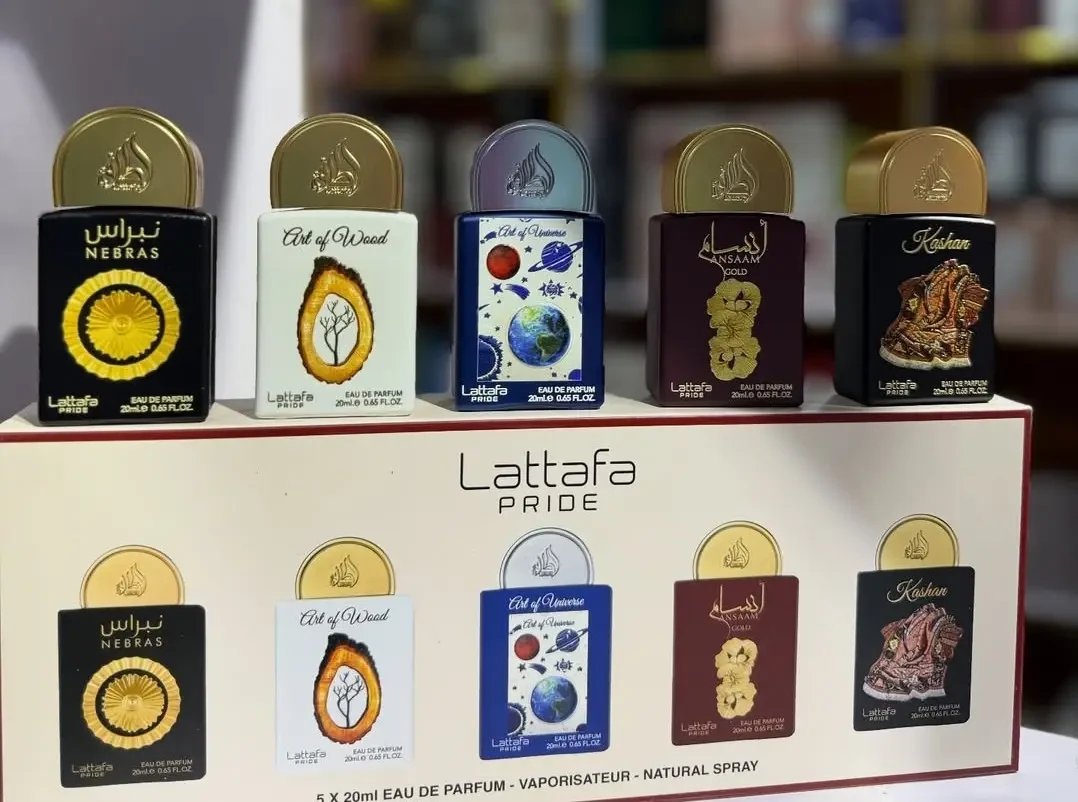 نبراس
NEBRAS
Lattafa
PRIDE
EAU DE PARFUM
20ml.e 0.65 FL.OZ.
Art of Wood
Lattafa
PRIDE
EAU DE PARFUM
20ml.e 0.65 FL.OZ.
Art of Universe
Lattafa
PRIDE
EAU DE PARFUM
20ml.e 0.65 FL.OZ.
أنسام
ANSAAM
GOLD
Lattafa
PRIDE
EAU DE PARFUM
20ml.e 0.65 FL.OZ.
Kashan
Lattafa
PRIDE
EAU DE PARFUM
20ml.e 0.65 FL.OZ.
Lattafa
PRIDE
نبراس
NEBRAS
Lattafa
PRIDE
EAU DE PARFUM
20ml.e 0.65 FL.OZ.
Art of Wood
Lattafa
PRIDE
EAU DE PARFUM
20ml.e 0.65 FL.OZ.
Art of Universe
Art of Universe
Lattafa
PRIDE
EAU DE PARFUM
20ml.e 0.65 FL.OZ.
أنسام
ANSAAM
GOLD
Lattafa
PRIDE
EAU DE PARFUM
20ml.e 0.65 FL.OZ.
Kashan
Lattafa
PRIDE
EAU DE PARFUM
20ml.e 0.65 FL.OZ.
5 X 20ml EAU DE PARFUM - VAPORISATEUR - NATURAL SPRAY